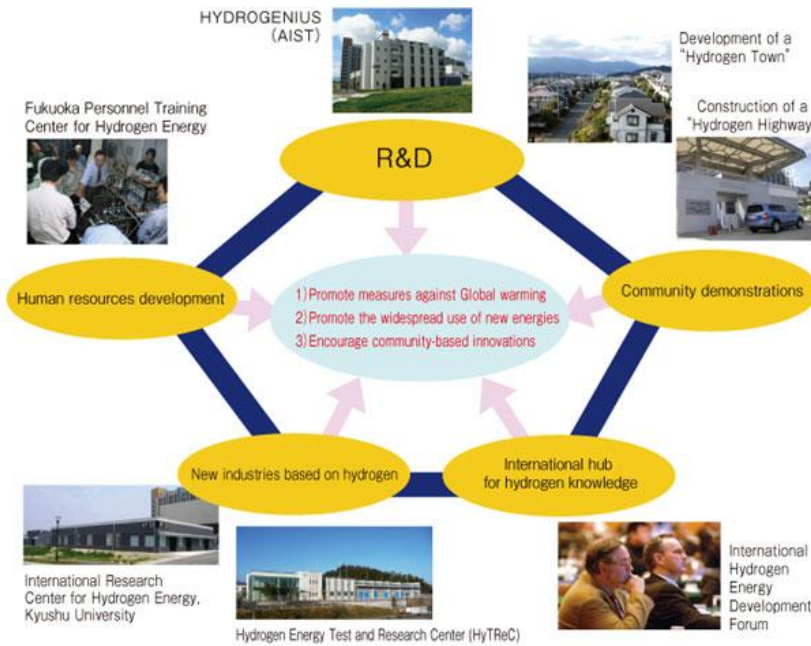 HYDROGENIUS
(AIST)
Development of a
"Hydrogen Town"
Construction of a
"Hydrogen Highway
Fukuoka Personnel Training
Center for Hydrogen Energy
R&D
Human resources development
1) Promote measures against Global warming
2) Promote the widespread use of new energies
3) Encourage community-based innovations
Community demonstrations
New industries based on hydrogen
International hub
for hydrogen knowledge
International Research
Center for Hydrogen Energy,
Kyushu University
Hydrogen Energy Test and Research Center (HyTReC)
International
Hydrogen
Energy
Development
Forum